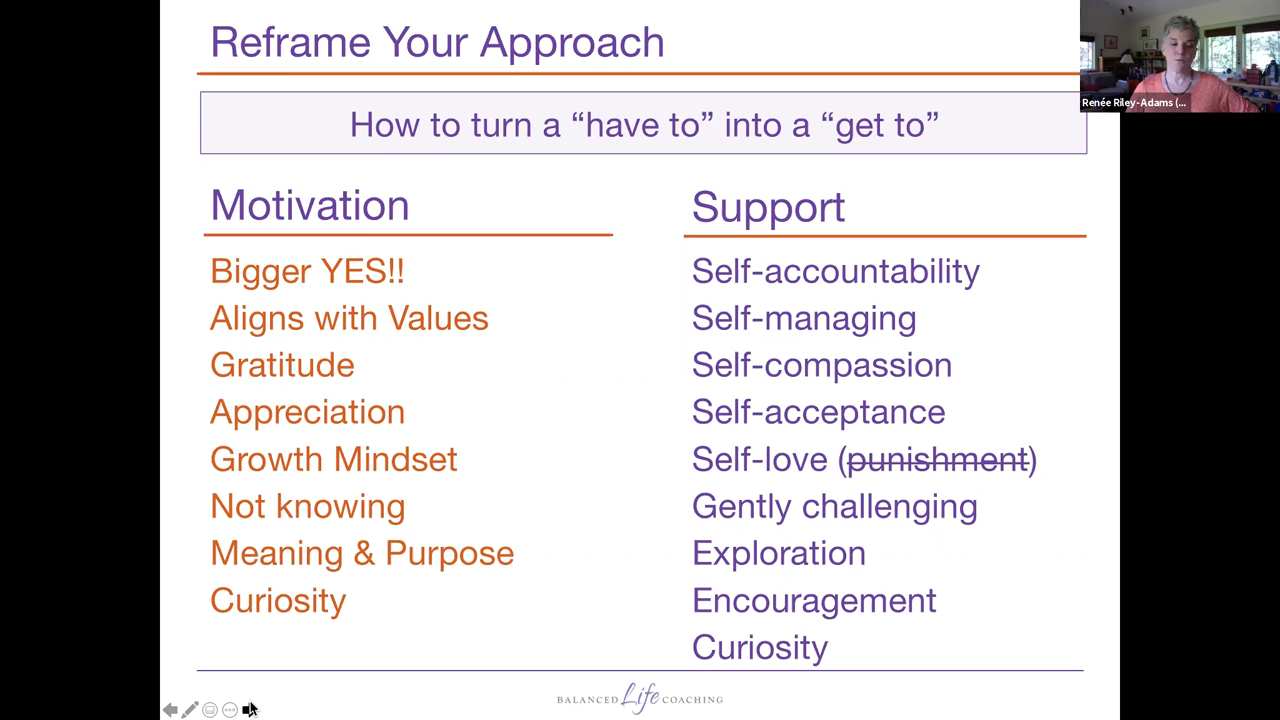 Reframe Your Approach
Renée Riley-Adams (...
How to turn a “have to” into a “get to”
Motivation
Bigger YES!!
Aligns with Values
Gratitude
Appreciation
Growth Mindset
Not knowing
Meaning & Purpose
Curiosity
Support
Self-accountability
Self-managing
Self-compassion
Self-acceptance
Self-love (punishment)
Gently challenging
Exploration
Encouragement
Curiosity
BALANCED Life COACHING